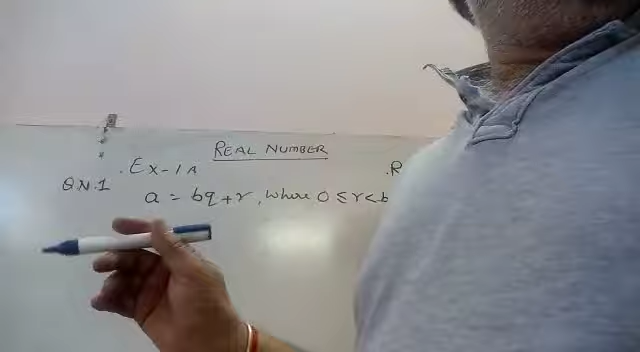 REAL NUMBER
EX-1A
Q.N.1
a = bq+r, where 0 ≤ r < b